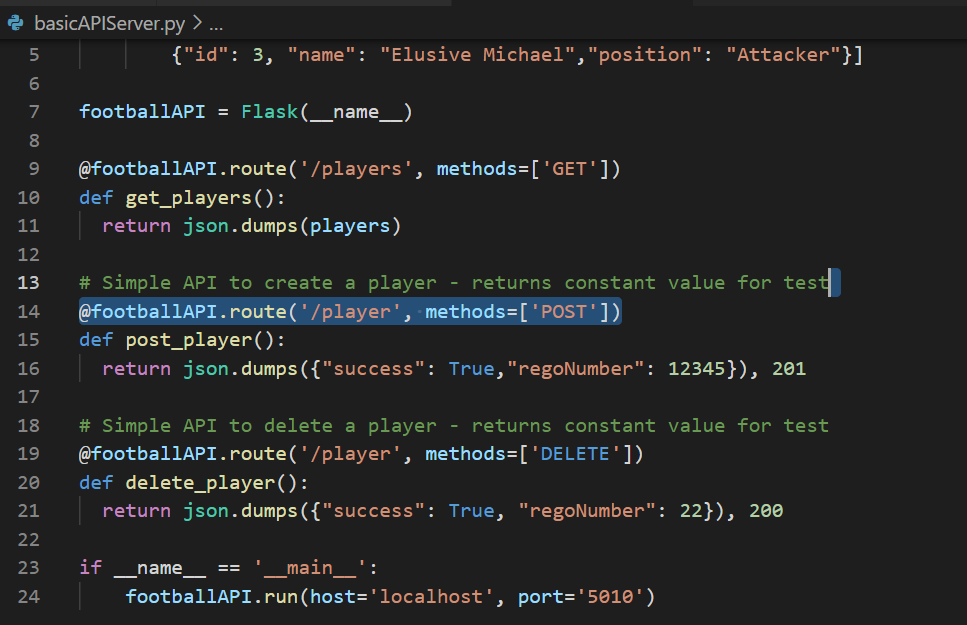 basicAPIServer.py > ...
5 {"id": 3, "name": "Elusive Michael","position": "Attacker"}]
6
7 footballAPI = Flask(__name__)
8
9 @footballAPI.route('/players', methods=['GET'])
10 def get_players():
11 return json.dumps(players)
12
13 # Simple API to create a player - returns constant value for test
14 @footballAPI.route('/player', methods=['POST'])
15 def post_player():
16 return json.dumps({"success": True,"regoNumber": 12345}), 201
17
18 # Simple API to delete a player - returns constant value for test
19 @footballAPI.route('/player', methods=['DELETE'])
20 def delete_player():
21 return json.dumps({"success": True, "regoNumber": 22}), 200
22
23 if __name__ == '__main__':
24 footballAPI.run(host='localhost', port='5010')